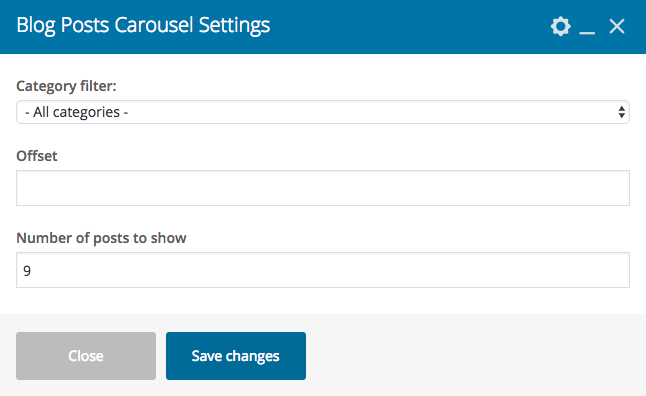 Blog Posts Carousel Settings
Category filter:
- All categories -
Offset
Number of posts to show
9
Close
Save changes